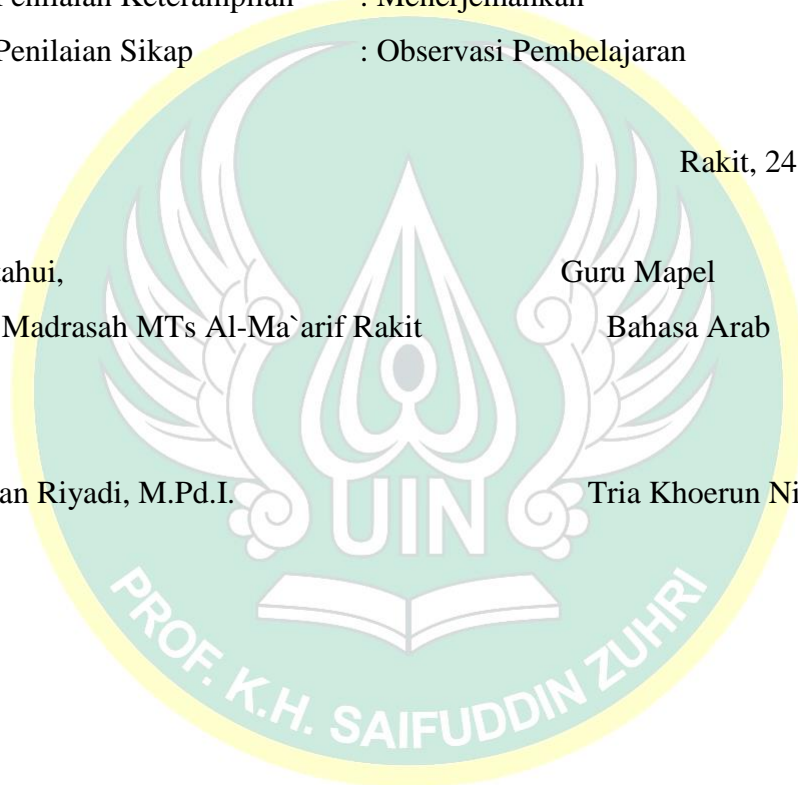 Penilaian Sikap : Observasi Pembelajaran
Rakit, 24
ahui, Guru Mapel
Madrasah MTs Al-Ma`arif Rakit Bahasa Arab
an Riyadi, M.Pd.I. Tria Khoerun Ni
UIN
PROF. K.H. SAIFUDDIN ZUHRI